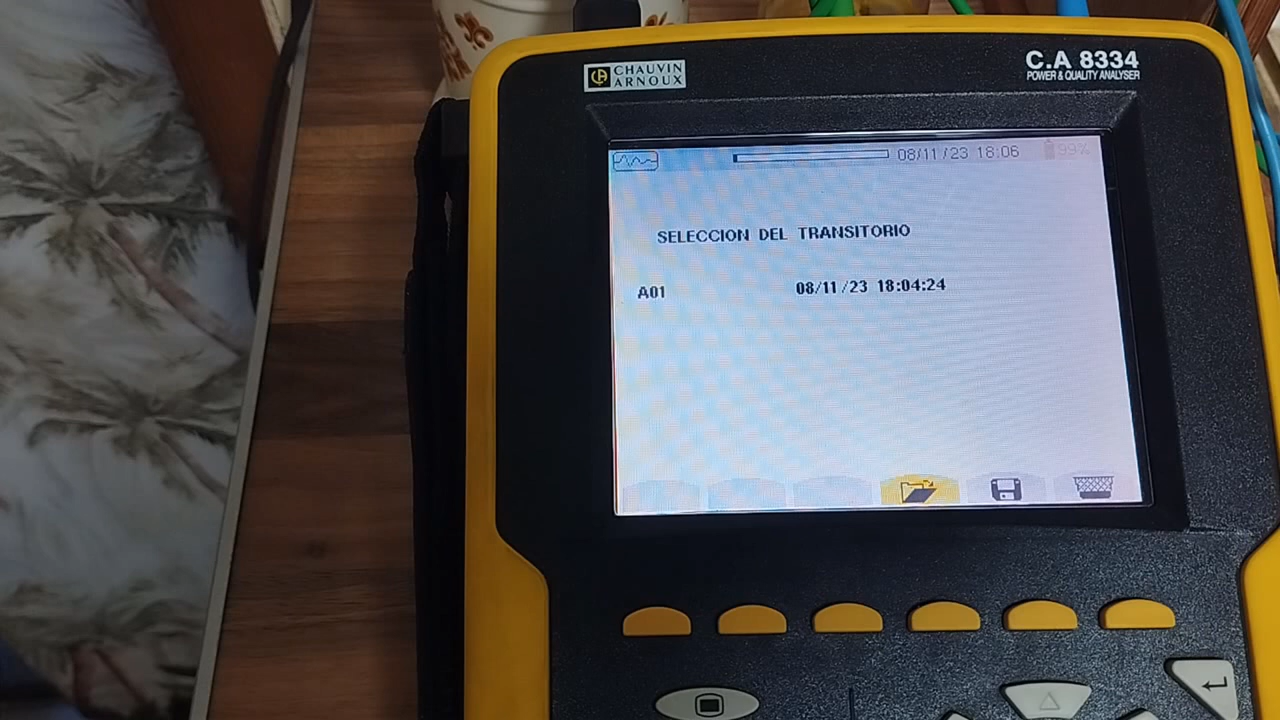 CHAUVIN
ARNOUX
C.A 8334
POWER & QUALITY ANALYSER
08/11/23 18:06
99%
SELECCION DEL TRANSITORIO
A01 08/11/23 18:04:24